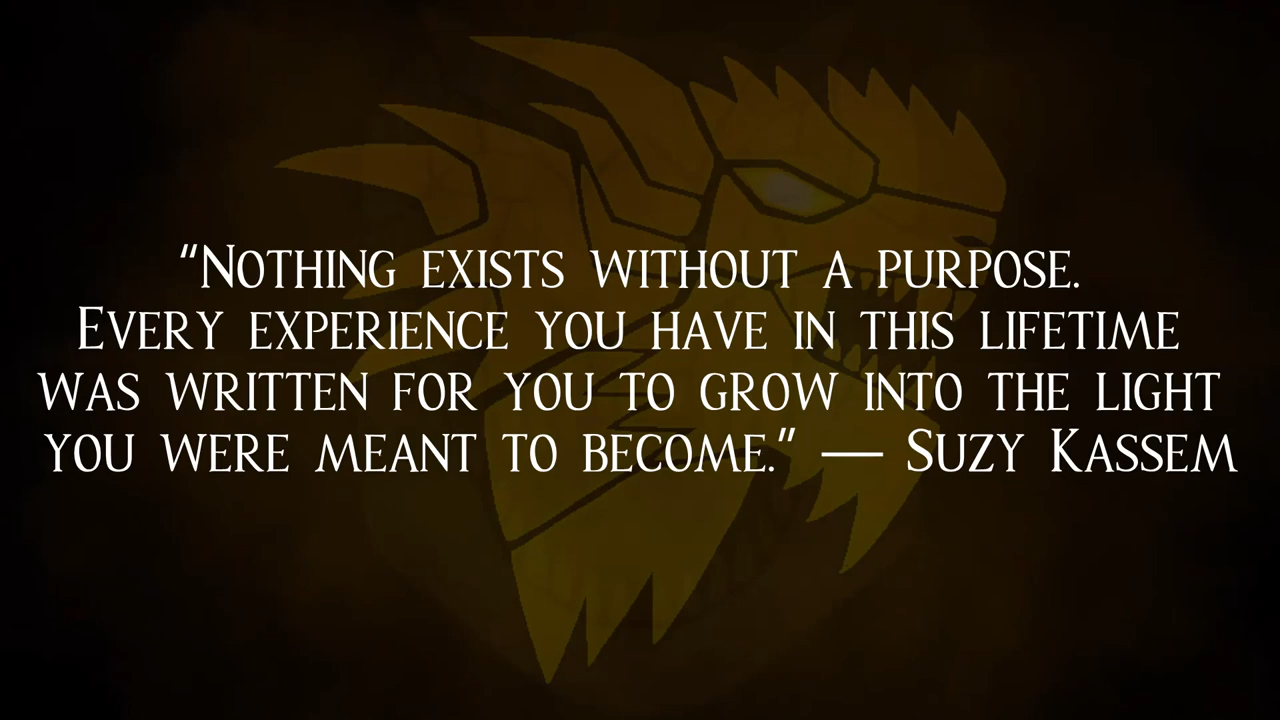 “Nothing exists without a purpose.
Every experience you have in this lifetime
was written for you to grow into the light
you were meant to become.” — Suzy Kassem